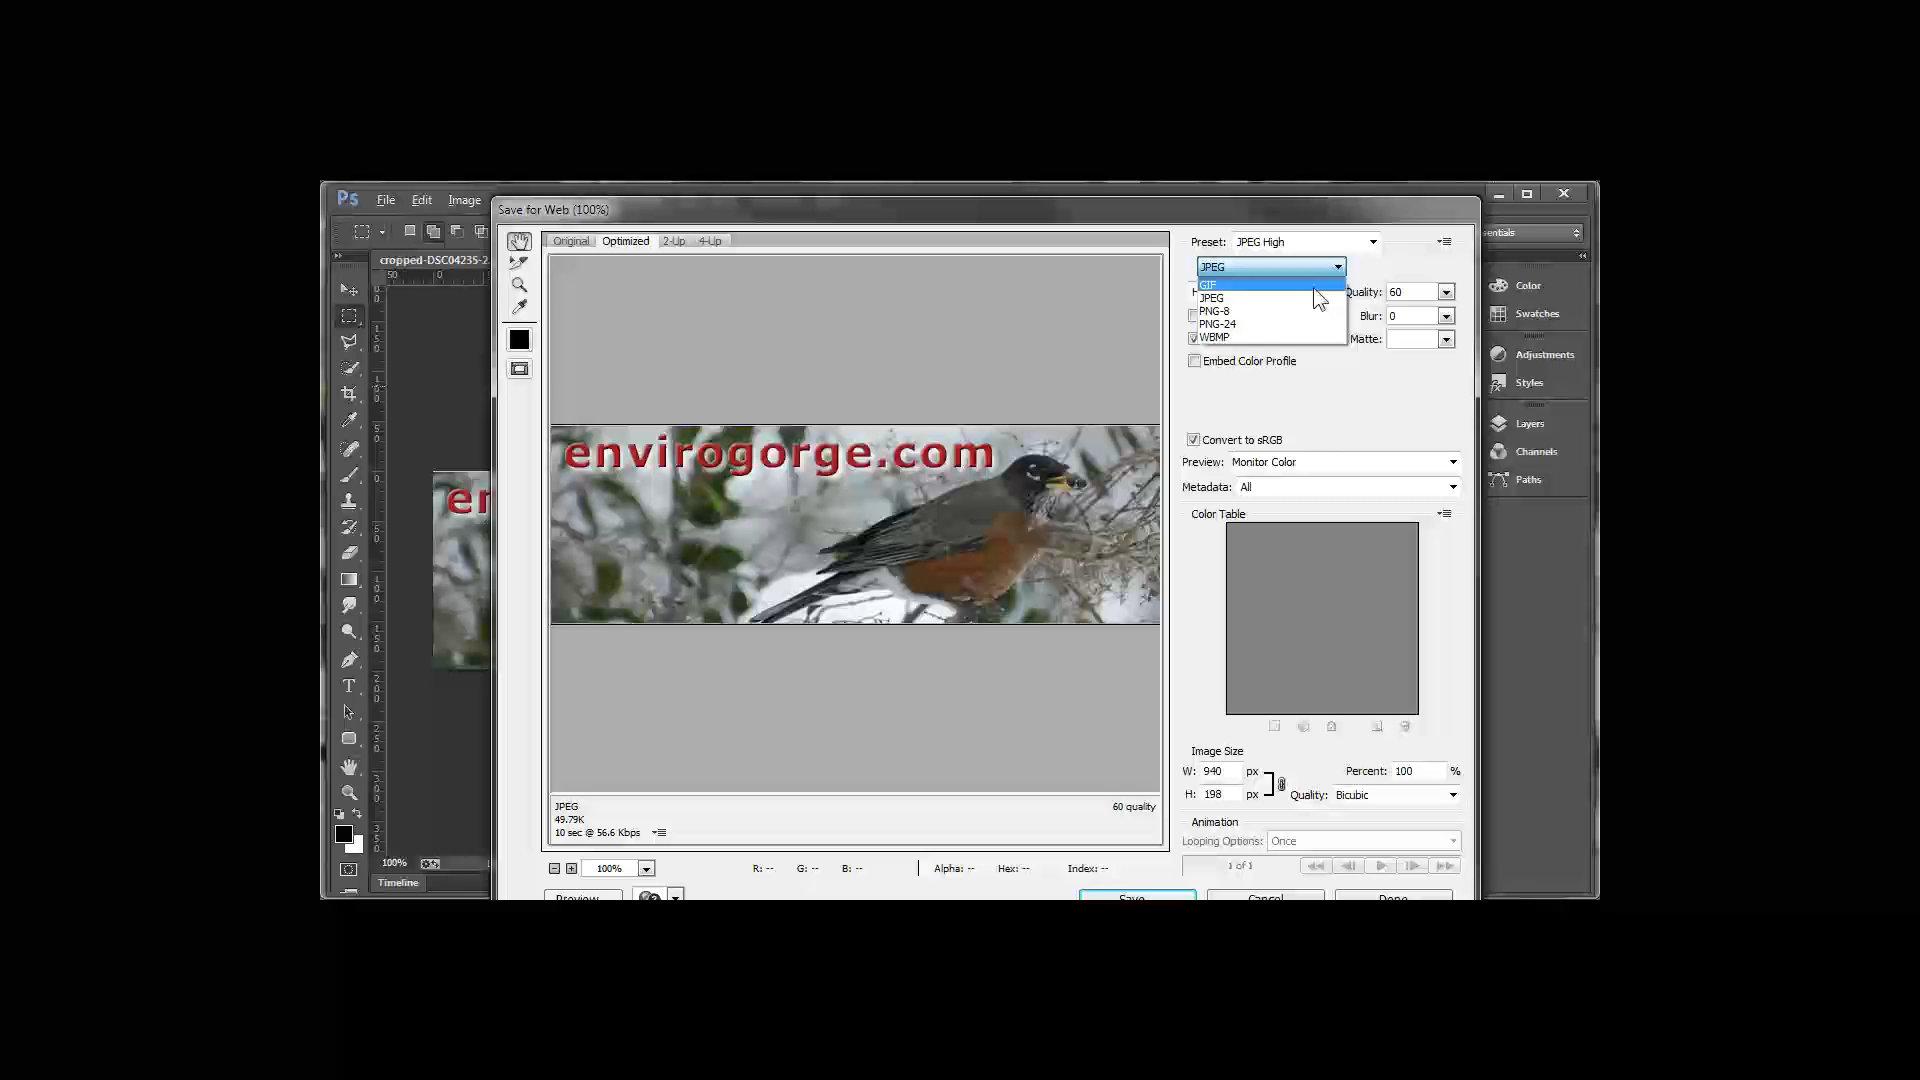 Ps File Edit Image
Save for Web (100%)
entials
cropped-DSC04235-2.
Original Optimized 2-Up 4-Up
Preset: JPEG High
JPEG
GIF
JPEG
PNG-8
PNG-24
WBMP
Quality: 60
Blur: 0
Matte:
Embed Color Profile
Convert to sRGB
Preview: Monitor Color
Metadata: All
Color Table
envirogorge.com
en
Color
Swatches
Adjustments
Styles
Layers
Channels
Paths
Image Size
W: 940 px
H: 198 px
Percent: 100 %
Quality: Bicubic
Animation
Looping Options: Once
1 of 1
JPEG
49.79K
10 sec @ 56.6 Kbps
60 quality
100%
R: -- G: -- B: -- Alpha: -- Hex: -- Index: --
Preview...
Save...
Cancel
Done
100%
Timeline